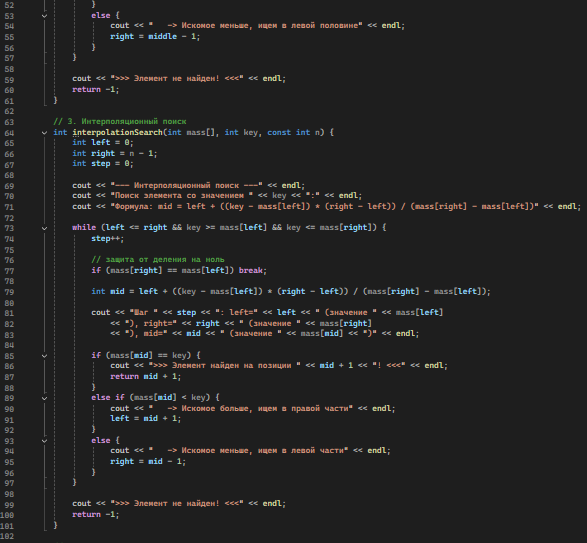 52 }
53 else {
54 cout << "   -> Искомое меньше, ищем в левой половине" << endl;
55 right = middle - 1;
56 }
57 }
58
59 cout << ">>> Элемент не найден! <<<" << endl;
60 return -1;
61 }
62
63 // 3. Интерполяционный поиск
64 int interpolationSearch(int mass[], int key, const int n) {
65 int left = 0;
66 int right = n - 1;
67 int step = 0;
68
69 cout << "--- Интерполяционный поиск ---" << endl;
70 cout << "Поиск элемента со значением " << key << ":" << endl;
71 cout << "Формула: mid = left + ((key - mass[left]) * (right - left)) / (mass[right] - mass[left])" << endl;
72
73 while (left <= right && key >= mass[left] && key <= mass[right]) {
74 step++;
75
76 // защита от деления на ноль
77 if (mass[right] == mass[left]) break;
78
79 int mid = left + ((key - mass[left]) * (right - left)) / (mass[right] - mass[left]);
80
81 cout << "Шаг " << step << ": left=" << left << " (значение " << mass[left]
82 << "), right=" << right << " (значение " << mass[right]
83 << "), mid=" << mid << " (значение " << mass[mid] << ")" << endl;
84
85 if (mass[mid] == key) {
86 cout << ">>> Элемент найден на позиции " << mid + 1 << "! <<<" << endl;
87 return mid + 1;
88 }
89 else if (mass[mid] < key) {
90 cout << "   -> Искомое больше, ищем в правой части" << endl;
91 left = mid + 1;
92 }
93 else {
94 cout << "   -> Искомое меньше, ищем в левой части" << endl;
95 right = mid - 1;
96 }
97 }
98
99 cout << ">>> Элемент не найден! <<<" << endl;
100 return -1;
101 }
102